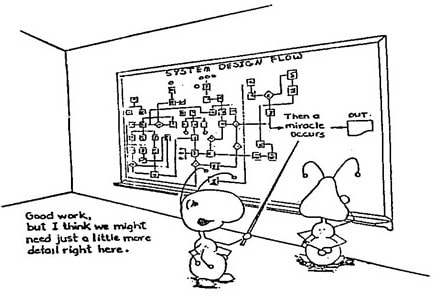 SYSTEM DESIGN FLOW
Then a
miracle
occurs
OUT.
Good work,
but I think we might
need just a little more
detail right here.